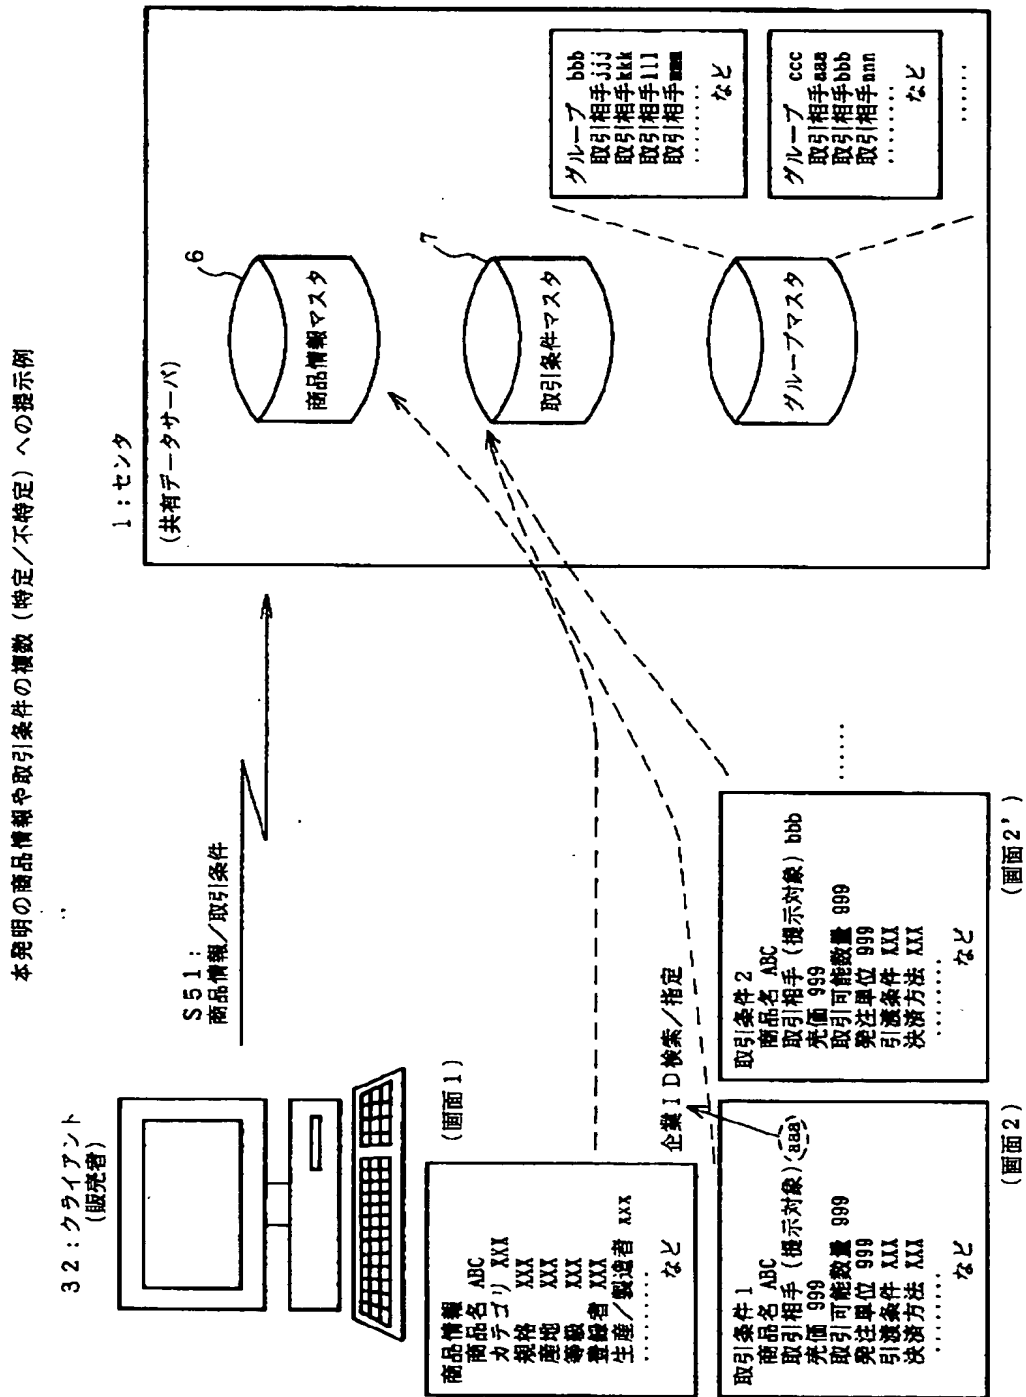 本発明の商品情報や取引条件の複数（特定／不特定）への提示例
32：クライアント
（販売者）
S51：
商品情報／取引条件
1：センタ
（共有データサーバ）
6
商品情報マスタ
7
取引条件マスタ
グループマスタ
グループ bbb
取引相手jjj
取引相手kkk
取引相手lll
取引相手mmm
........
など
グループ ccc
取引相手aaa
取引相手bbb
取引相手nnn
........
など
......
（画面1）
商品情報
商品名 ABC
カテゴリ XXX
規格 XXX
産地 XXX
等級 XXX
登録者 XXX
生産／製造者 XXX
........
など
企業ID検索／指定
取引条件1
商品名 ABC
取引相手（提示対象）aaa
売価 999
取引可能数量 999
発注単位 999
引渡条件 XXX
決済方法 XXX
........
など
（画面2）
取引条件2
商品名 ABC
取引相手（提示対象）bbb
売価 999
取引可能数量 999
発注単位 999
引渡条件 XXX
決済方法 XXX
........
など
（画面2'）
......